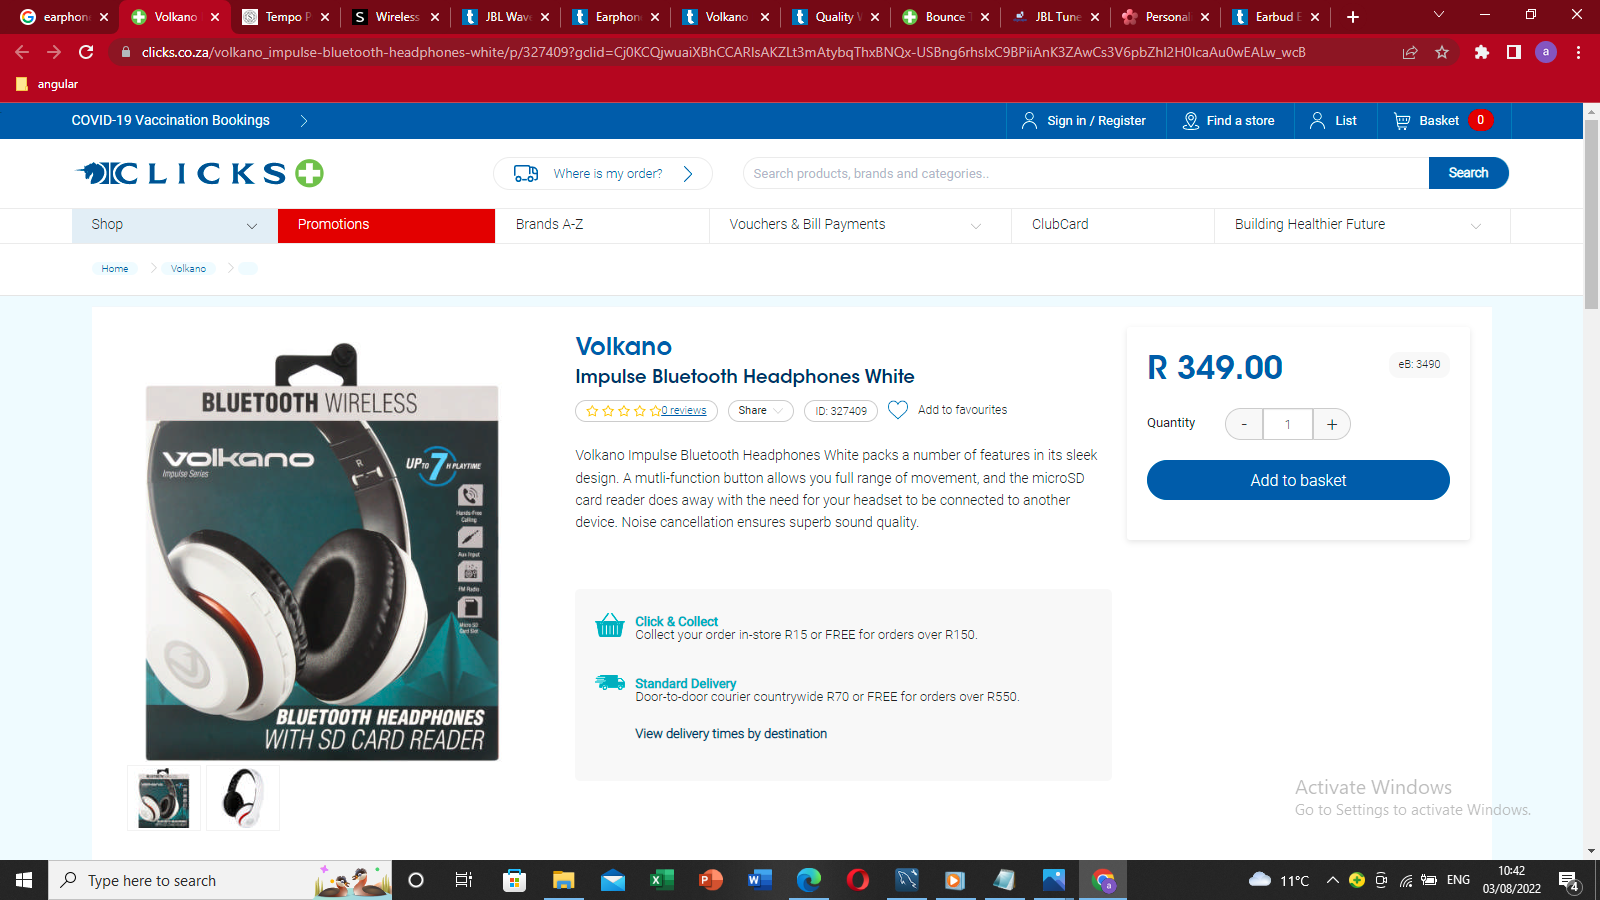 earphone
Volkano
Tempo P
Wireless
JBL Wave
Earphone
Volkano
Quality V
Bounce T
JBL Tune
Personal
Earbud E
clicks.co.za/volkano_impulse-bluetooth-headphones-white/p/327409?gclid=Cj0KCQjwuaiXBhCCARIsAKZLt3mAtybqThxBNQx-USBng6rhsIxC9BPiiAnK3ZAwCs3V6pbZhl2H0IcaAu0wEALw_wcB
a
angular
COVID-19 Vaccination Bookings
Sign in / Register
Find a store
List
Basket 0
CLICKS
Where is my order?
Search products, brands and categories..
Search
Shop
Promotions
Brands A-Z
Vouchers & Bill Payments
ClubCard
Building Healthier Future
Home
Volkano
BLUETOOTH WIRELESS
volkano
Impulse Series
UP TO 7H PLAYTIME
R
Hands-Free
Calling
Aux Input
FM Radio
Micro SD
Card Slot
BLUETOOTH HEADPHONES
WITH SD CARD READER
Volkano
Impulse Bluetooth Headphones White
0 reviews
Share
ID: 327409
Add to favourites
Volkano Impulse Bluetooth Headphones White packs a number of features in its sleek
design. A mutli-function button allows you full range of movement, and the microSD
card reader does away with the need for your headset to be connected to another
device. Noise cancellation ensures superb sound quality.
R 349.00
eB: 3490
Quantity
- 1 +
Add to basket
Click & Collect
Collect your order in-store R15 or FREE for orders over R150.
Standard Delivery
Door-to-door courier countrywide R70 or FREE for orders over R550.
View delivery times by destination
Activate Windows
Go to Settings to activate Windows.
Type here to search
11°C
ENG
10:42
03/08/2022
4